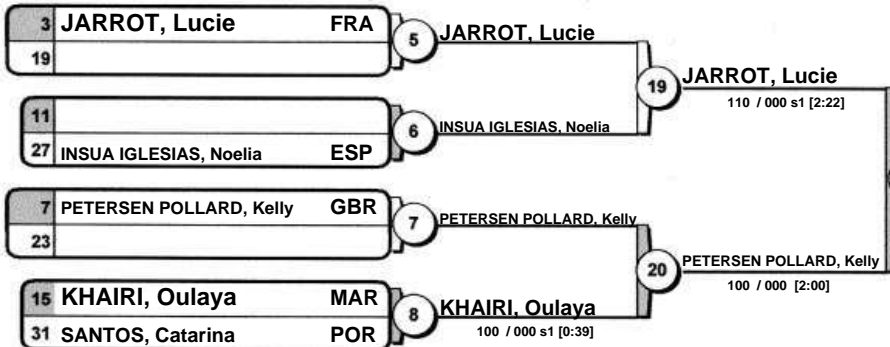 3 JARROT, Lucie FRA
19
5
JARROT, Lucie
11
27 INSUA IGLESIAS, Noelia ESP
6
INSUA IGLESIAS, Noelia
19
JARROT, Lucie
110 / 000 s1 [2:22]
7 PETERSEN POLLARD, Kelly GBR
23
7
PETERSEN POLLARD, Kelly
15 KHAIRI, Oulaya MAR
31 SANTOS, Catarina POR
8
KHAIRI, Oulaya
100 / 000 s1 [0:39]
20
PETERSEN POLLARD, Kelly
100 / 000 [2:00]